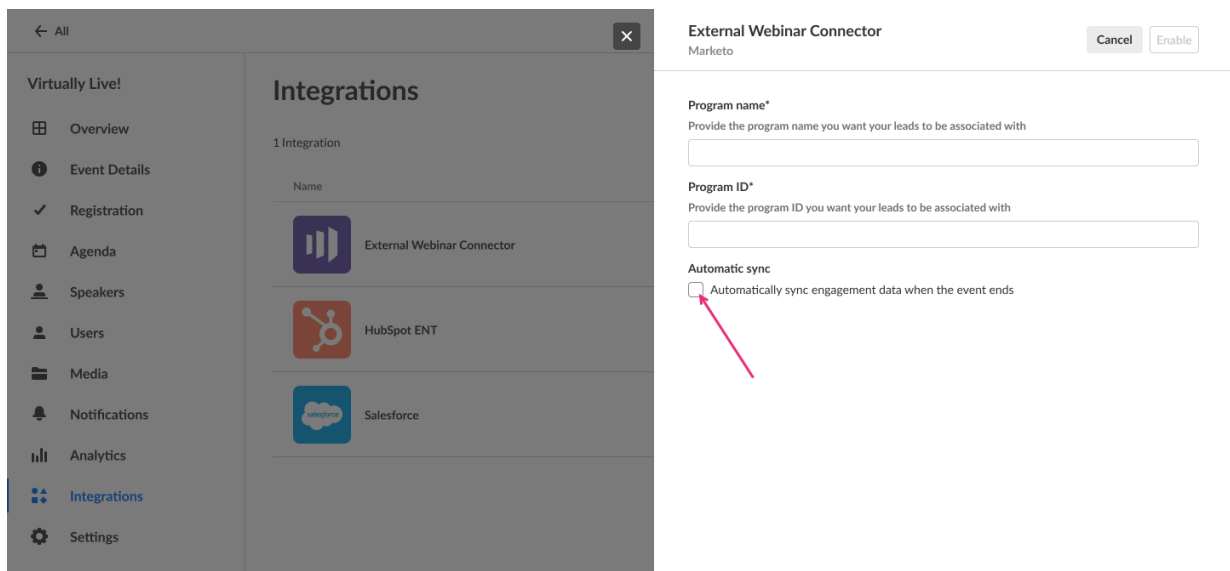 ← All
Virtually Live!
Overview
Event Details
Registration
Agenda
Speakers
Users
Media
Notifications
Analytics
Integrations
Settings
Integrations
1 Integration
Name
External Webinar Connector
HubSpot ENT
salesforce
Salesforce
External Webinar Connector
Marketo
Cancel
Enable
Program name*
Provide the program name you want your leads to be associated with
Program ID*
Provide the program ID you want your leads to be associated with
Automatic sync
Automatically sync engagement data when the event ends